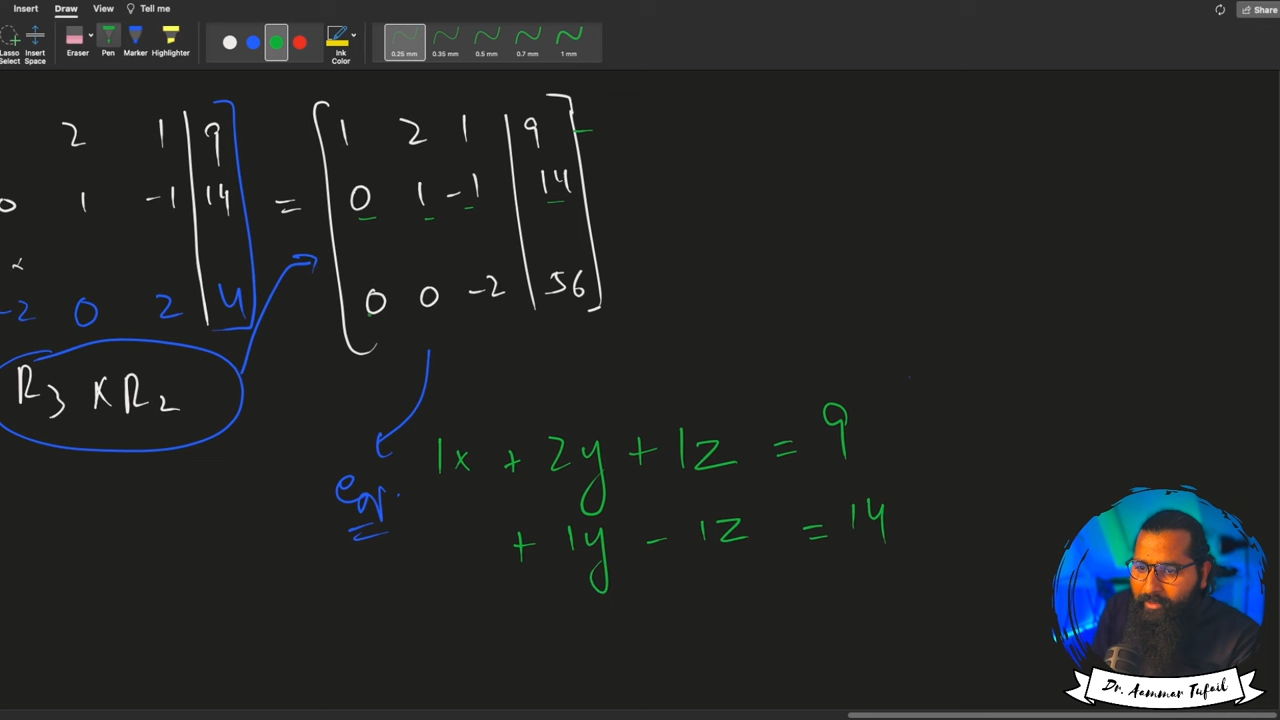 Insert Draw View Tell me
Share
Lasso Select
Insert Space
Eraser
Pen
Marker
Highlighter
Ink Color
0.25 mm
0.35 mm
0.5 mm
0.7 mm
1 mm
2 1 | 9 = 1 2 1 | 9
0 1 -1 | 14 0 1 -1 | 14
-2 0 2 | 4 0 0 -2 | 56
R3 × R2
1x + 2y + 1z = 9
eq.
+ 1y - 1z = 14
Dr. Aammar Tufail